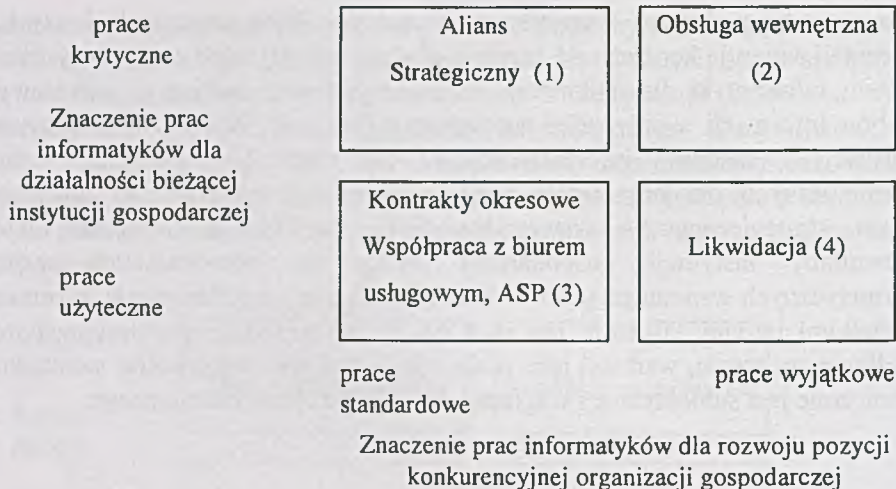 prace
krytyczne
Znaczenie prac
informatyków dla
działalności bieżącej
instytucji gospodarczej
prace
użyteczne
Alians
Strategiczny (1)
Obsługa wewnętrzna
(2)
Kontrakty okresowe
Współpraca z biurem
usługowym, ASP (3)
Likwidacja (4)
prace
standardowe
prace wyjątkowe
Znaczenie prac informatyków dla rozwoju pozycji
konkurencyjnej organizacji gospodarczej